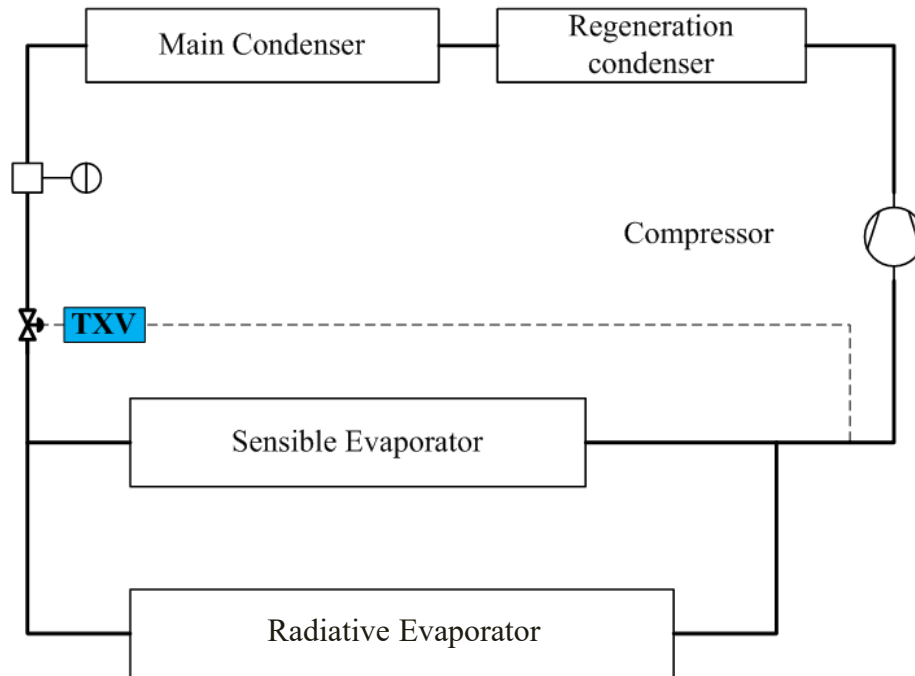 Main Condenser
Regeneration
condenser
Compressor
TXV
Sensible Evaporator
Radiative Evaporator